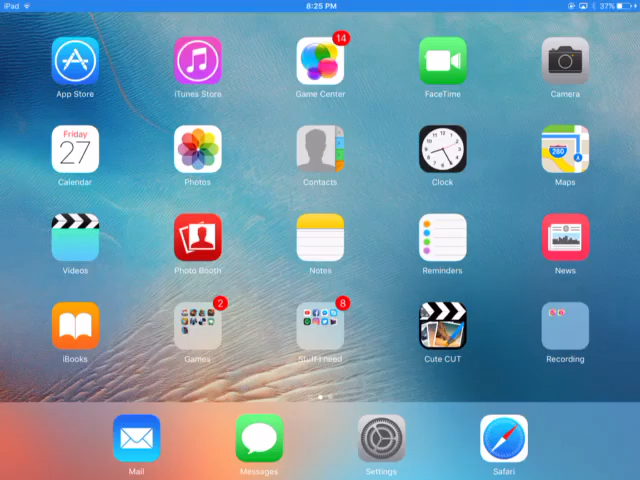 iPad 8:25 PM 37%
14
App Store iTunes Store Game Center FaceTime Camera
Friday
27
280
Calendar Photos Contacts Clock Maps
Videos Photo Booth Notes Reminders News
2 8
iBooks Games Stuff I need Cute CUT Recording
Mail Messages Settings Safari